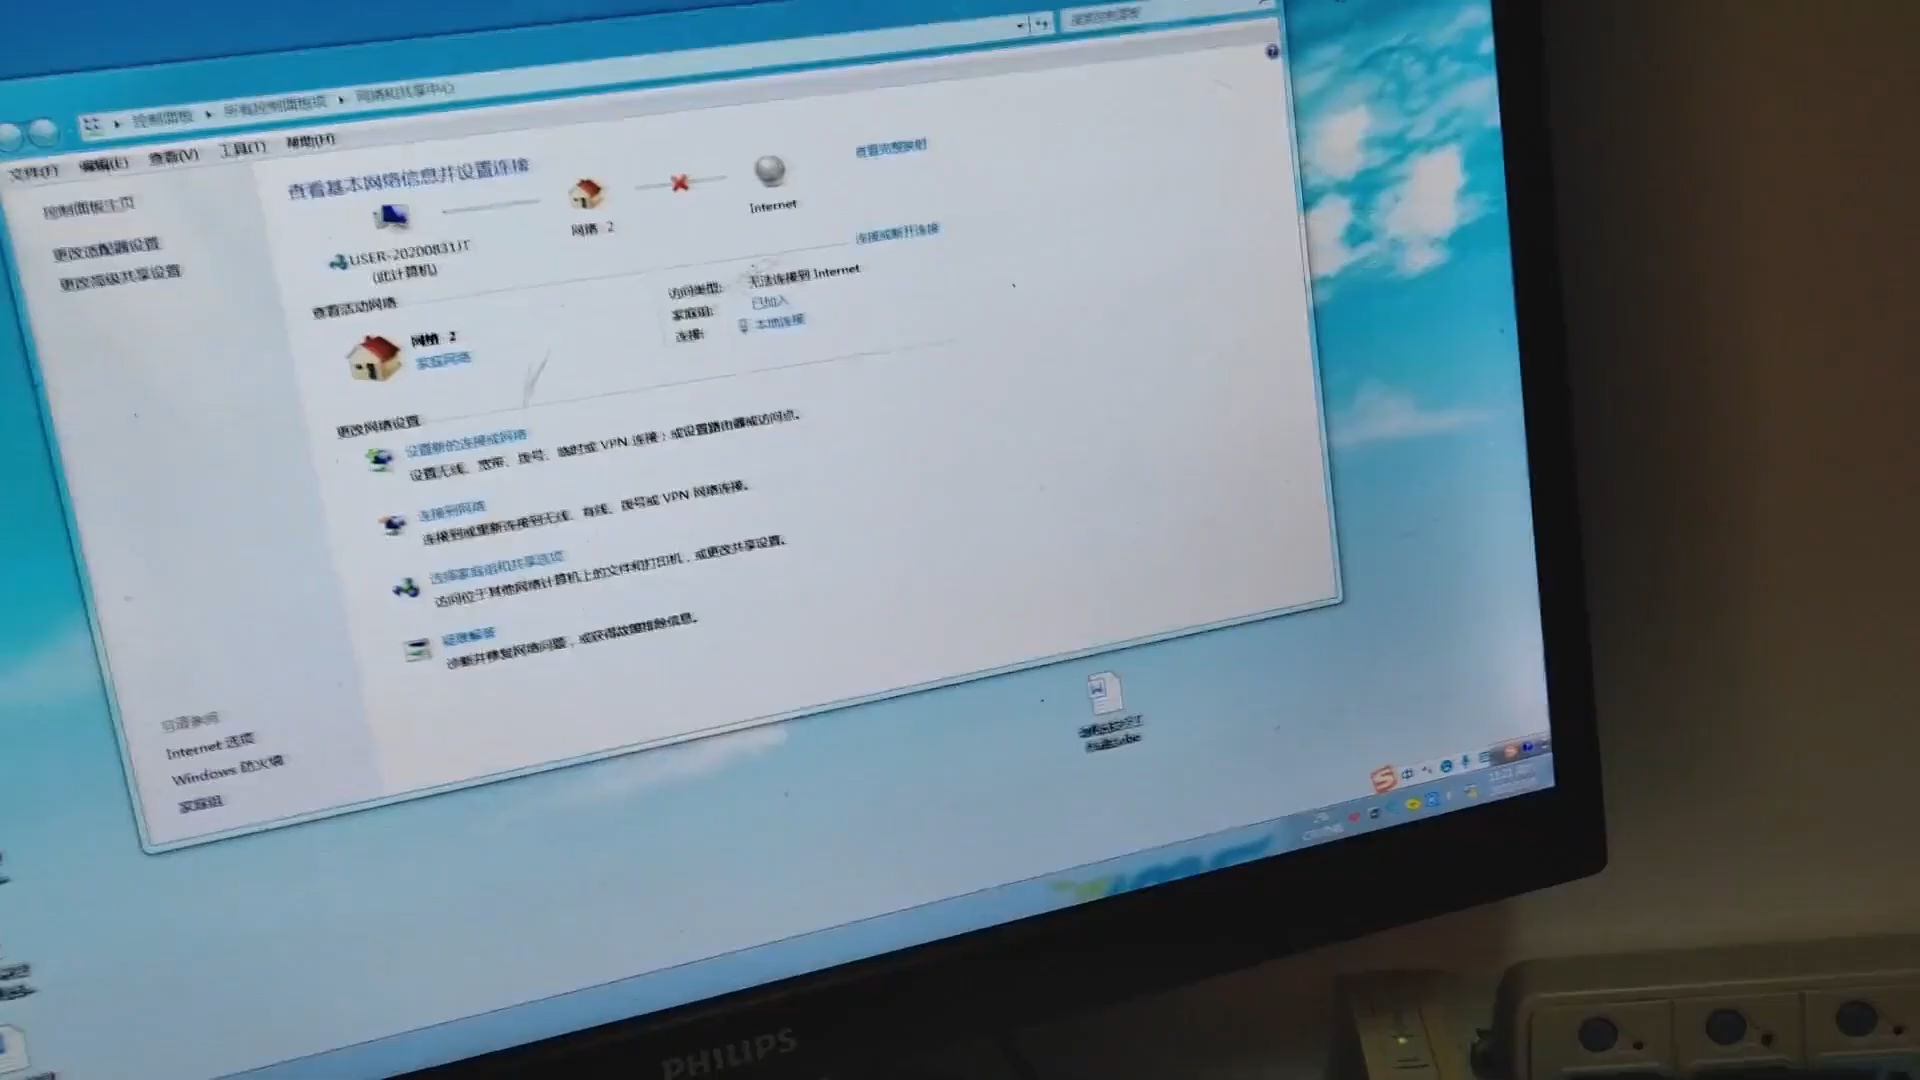 控制面板 ▸ 所有控制面板项 ▸ 网络和共享中心
搜索控制面板
文件(F) 编辑(E) 查看(V) 工具(T) 帮助(H)
控制面板主页
更改适配器设置
更改高级共享设置
查看基本网络信息并设置连接
查看完整映射
USER-20200831JT
(此计算机)
网络 2
Internet
查看活动网络
连接或断开连接
网络 2
家庭网络
访问类型: 无法连接到 Internet
家庭组: 已加入
连接: 本地连接
更改网络设置
设置新的连接或网络
设置无线、宽带、拨号、临时或 VPN 连接；或设置路由器或访问点。
连接到网络
连接到或重新连接到无线、有线、拨号或 VPN 网络连接。
选择家庭组和共享选项
访问位于其他网络计算机上的文件和打印机，或更改共享设置。
疑难解答
诊断并修复网络问题，或获得故障排除信息。
另请参阅
Internet 选项
Windows 防火墙
家庭组
中
PHILIPS